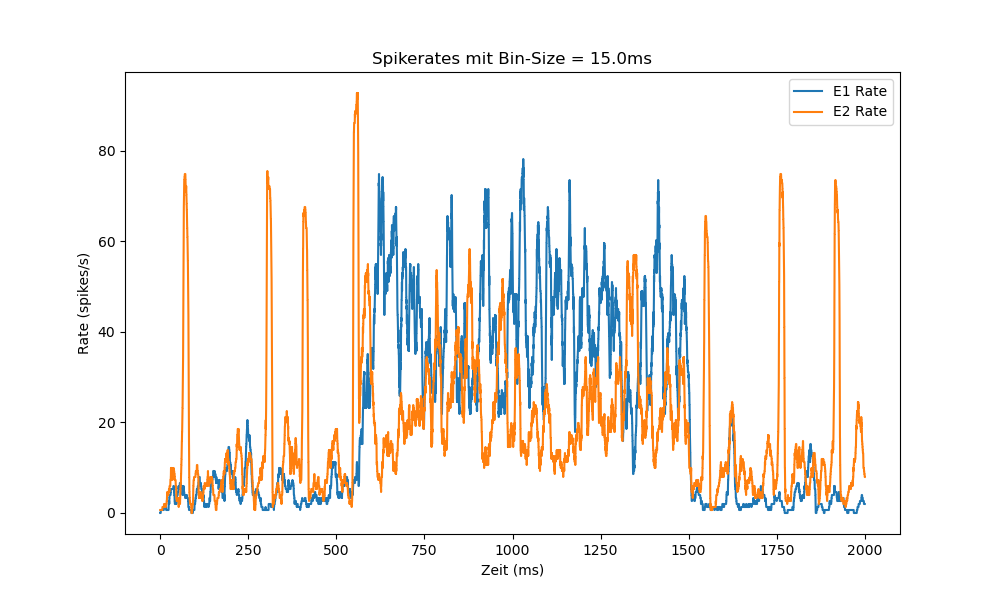 Spikerates mit Bin-Size = 15.0ms
E1 Rate
E2 Rate
80
60
40
20
0
Rate (spikes/s)
0 250 500 750 1000 1250 1500 1750 2000
Zeit (ms)